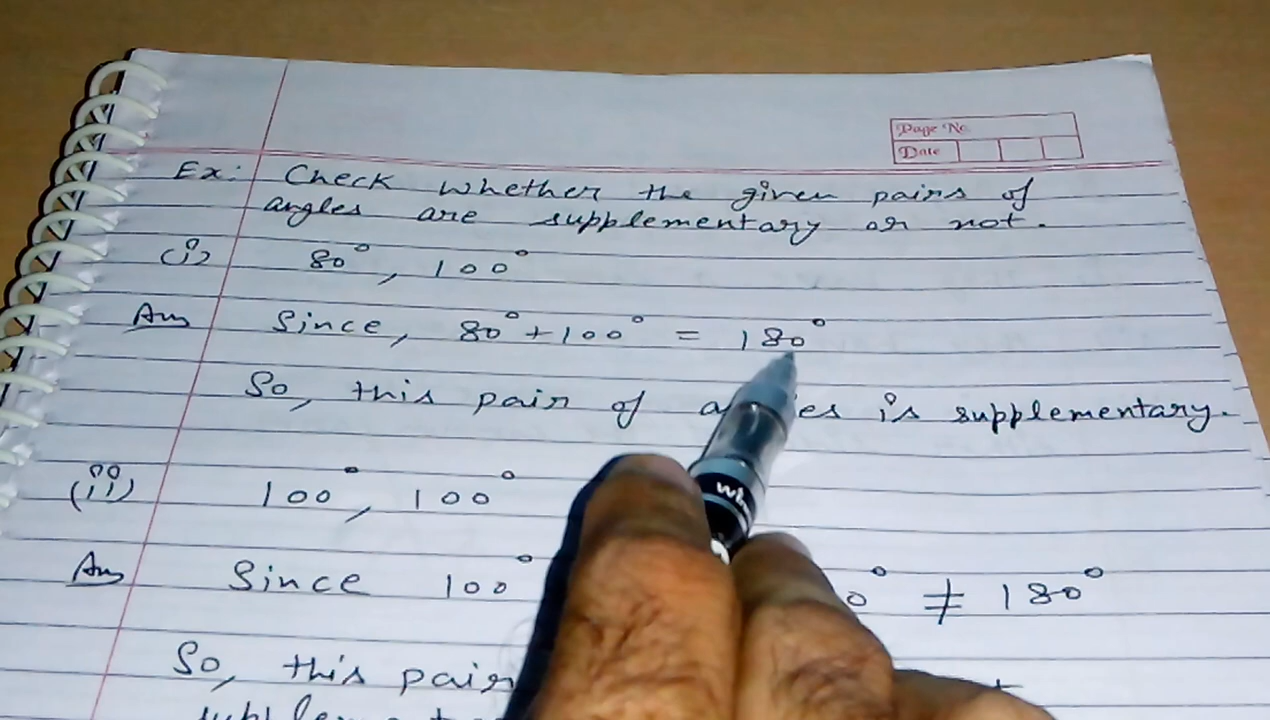 Page No.
Date
Ex: Check whether the given pairs of
angles are supplementary or not.
(i) 80°, 100°
Ans Since, 80° + 100° = 180°
So, this pair of is supplementary.
(ii) 100°, 100°
Ans Since 100° 0° ≠ 180°
So, this pair